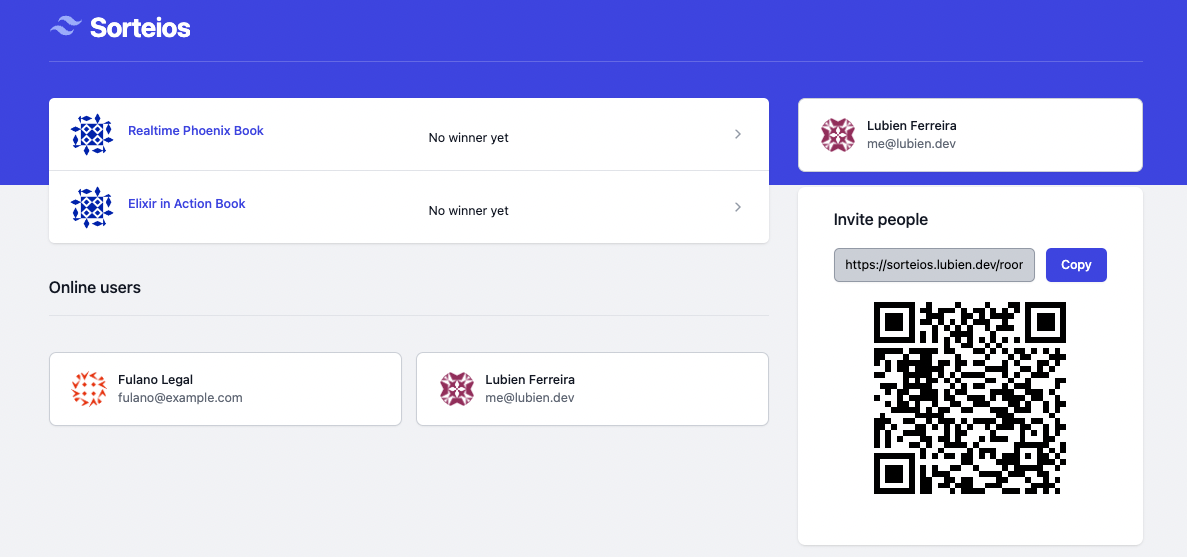 Sorteios
Realtime Phoenix Book
No winner yet
Elixir in Action Book
No winner yet
Online users
Fulano Legal
fulano@example.com
Lubien Ferreira
me@lubien.dev
Lubien Ferreira
me@lubien.dev
Invite people
https://sorteios.lubien.dev/roor
Copy